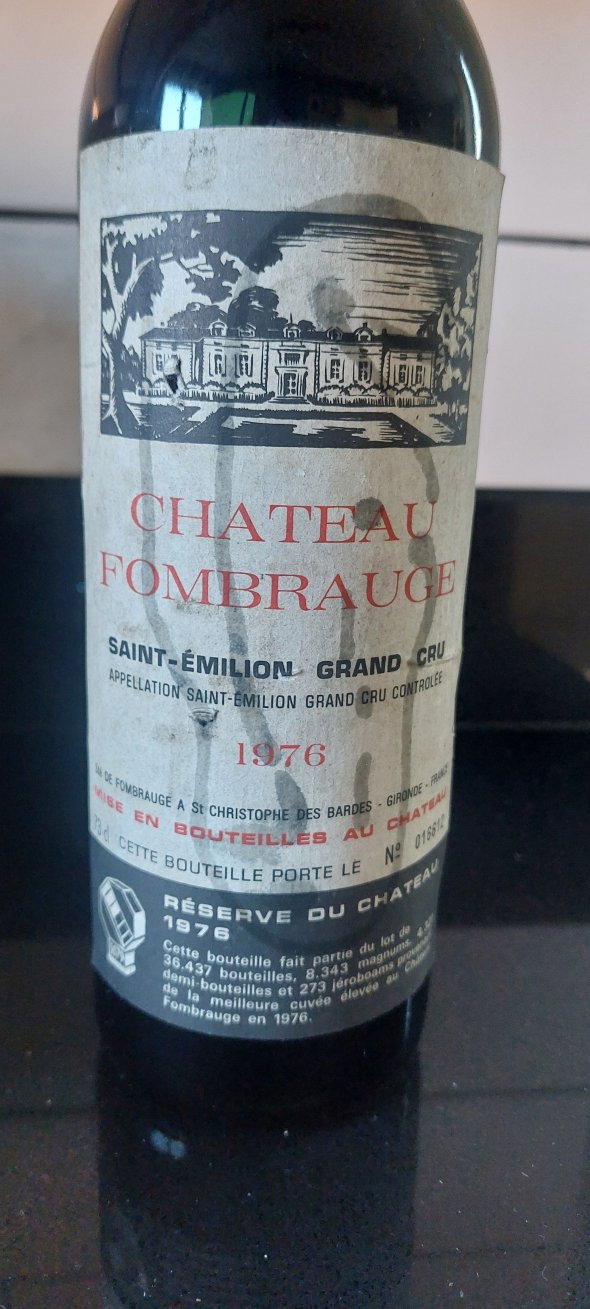 CHATEAU
FOMBRAUGE
SAINT-ÉMILION GRAND CRU
APPELLATION SAINT-ÉMILION GRAND CRU CONTROLÉE
1976
DE FOMBRAUGE A St CHRISTOPHE DES BARDES - GIRONDE - FRANCE
MISE EN BOUTEILLES AU CHATEAU
73 cl CETTE BOUTEILLE PORTE LE Nº
RÉSERVE DU CHATEAU
1976
Cette bouteille fait partie du lot de
36.437 bouteilles, 8.343 magnums,
demi-bouteilles et 273 jéroboams
de la meilleure cuvée élevée au
Fombrauge en 1976.